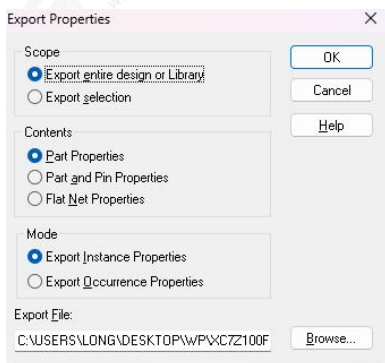 Export Properties
Scope
Export entire design or Library
Export selection
OK
Cancel
Help
Contents
Part Properties
Part and Pin Properties
Flat Net Properties
Mode
Export Instance Properties
Export Occurrence Properties
Export File:
C:\USERS\LONG\DESKTOP\WP\XC7Z100F
Browse...